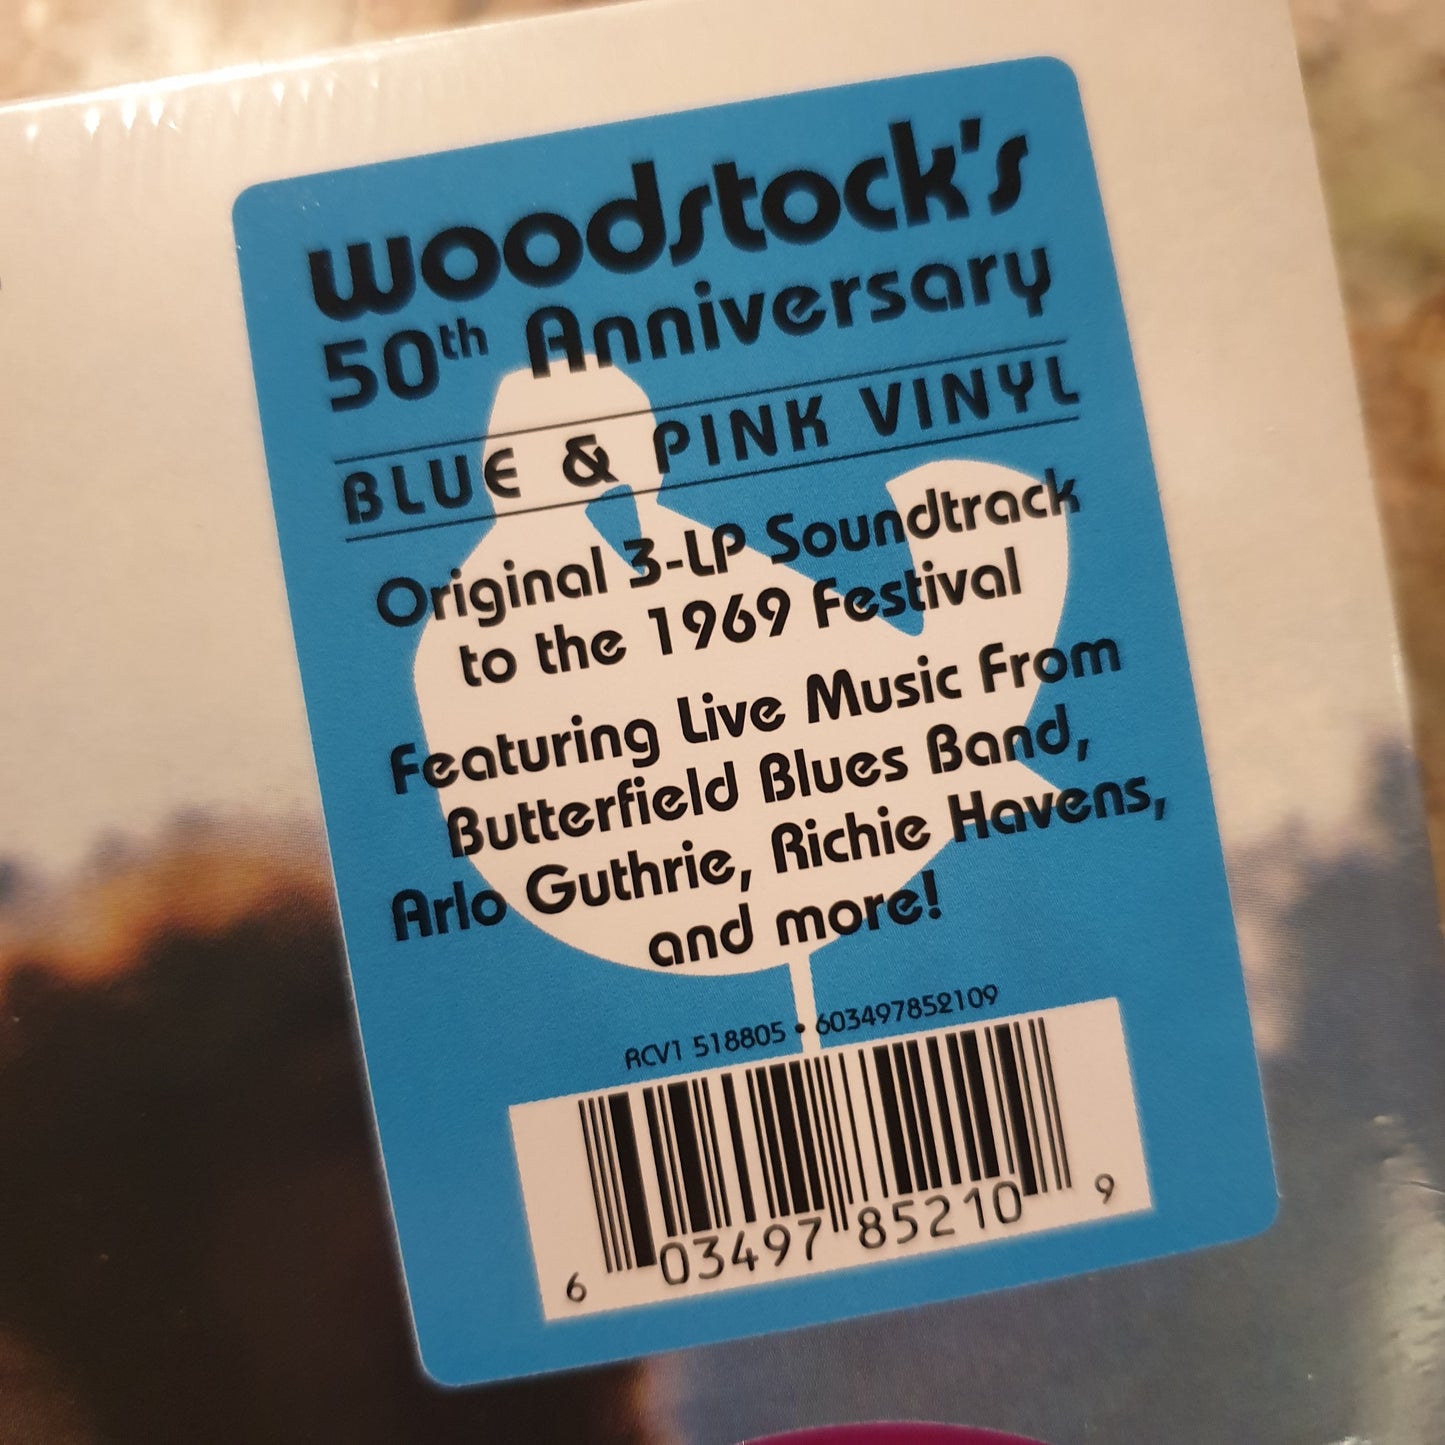 woodstock's
50th Anniversary
BLUE & PINK VINYL
Original 3-LP Soundtrack
to the 1969 Festival
Featuring Live Music From
Butterfield Blues Band,
Arlo Guthrie, Richie Havens,
and more!
RCV1 518805 • 603497852109
6 03497 85210 9